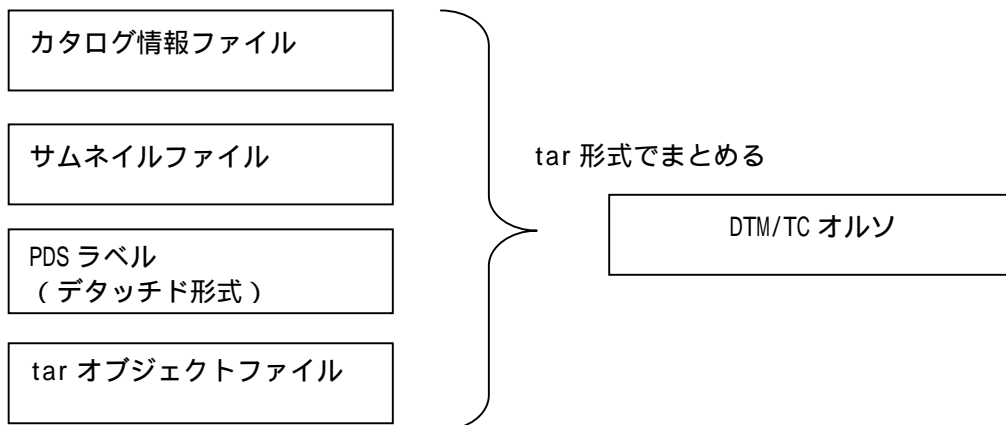 カタログ情報ファイル
サムネイルファイル
PDS ラベル
（デタッチド形式）
tar オブジェクトファイル
tar 形式でまとめる
DTM/TC オルソ